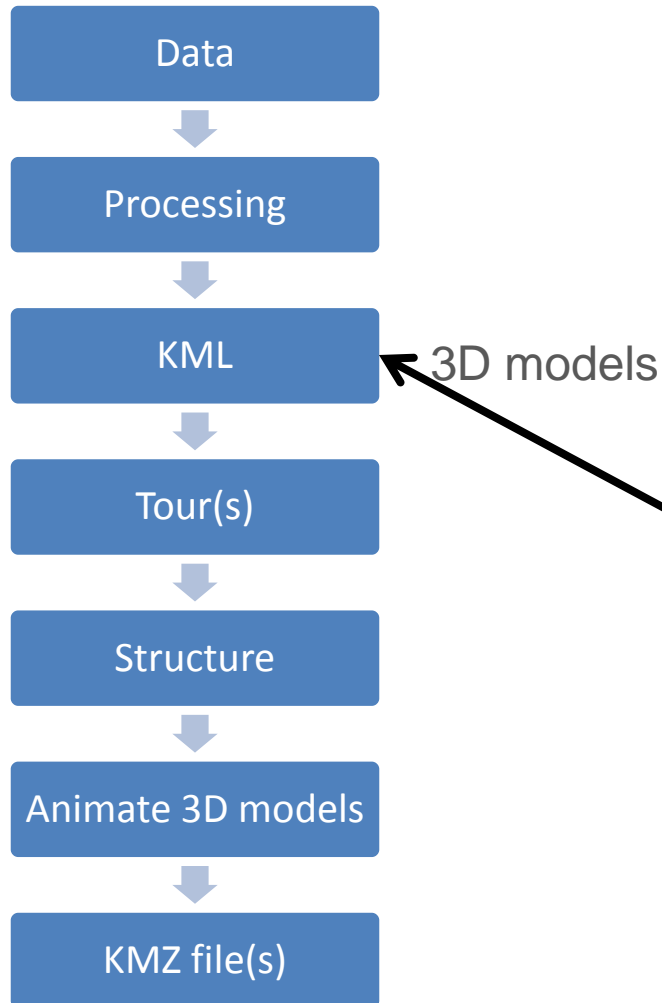 Data
Processing
KML
3D models
Tour(s)
Structure
Animate 3D models
KMZ file(s)